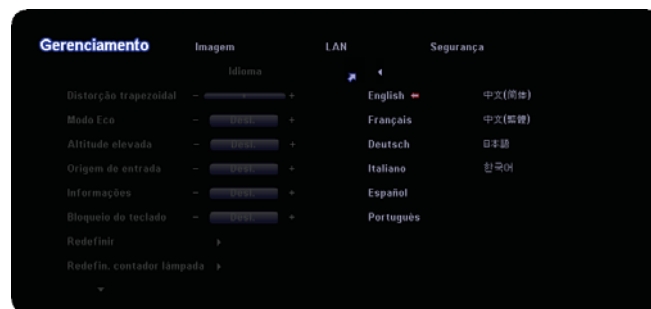 Gerenciamento Imagem LAN Segurança
Idioma
Distorção trapezoidal - +
Modo Eco - Desl. +
Altitude elevada - Desl. +
Origem de entrada - Desl. +
Informações - Desl. +
Bloqueio do teclado - Desl. +
Redefinir
Redefin. contador lâmpada
English 中文(简体)
Français 中文(繁體)
Deutsch 日本語
Italiano 한국어
Español
Português